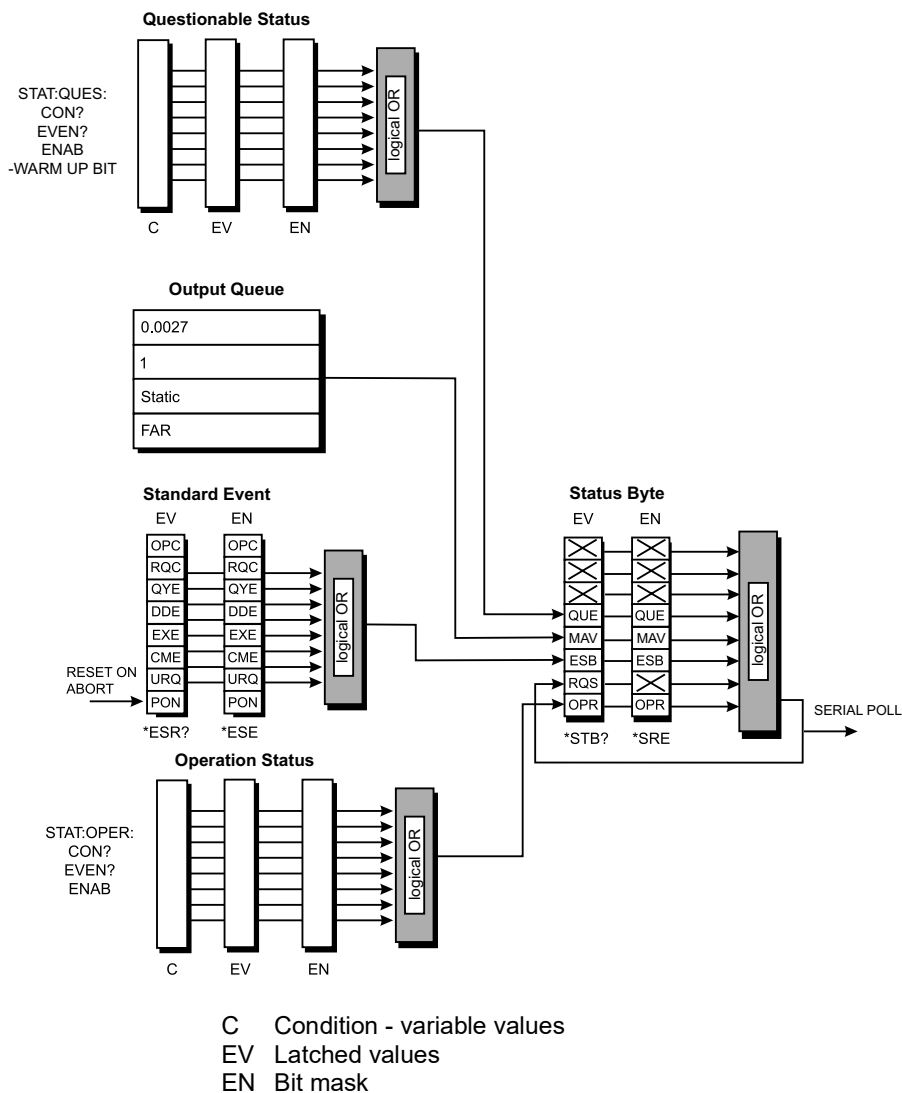 Questionable Status
STAT:QUES:
CON?
EVEN?
ENAB
-WARM UP BIT
logical OR
C EV EN
Output Queue
0.0027
1
Static
FAR
Standard Event
EV EN
OPC OPC
RQC RQC
QYE QYE
DDE DDE
EXE EXE
CME CME
URQ URQ
PON PON
logical OR
RESET ON
ABORT
*ESR? *ESE
Status Byte
EV EN
QUE QUE
MAV MAV
ESB ESB
RQS
OPR OPR
logical OR
*STB? *SRE
SERIAL POLL
Operation Status
STAT:OPER:
CON?
EVEN?
ENAB
logical OR
C EV EN
C Condition - variable values
EV Latched values
EN Bit mask